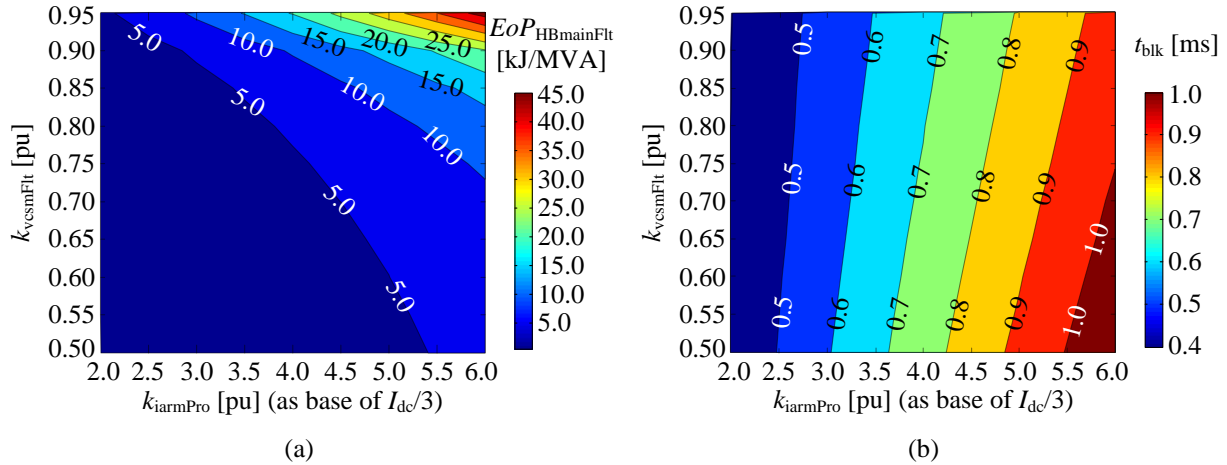 0.95
0.90
0.85
0.80
0.75
0.70
0.65
0.60
0.55
0.50
k_vcsmFlt [pu]
2.0 2.5 3.0 3.5 4.0 4.5 5.0 5.5 6.0
k_iarmPro [pu] (as base of I_dc/3)
5.0 10.0 15.0 20.0 25.0
5.0 10.0 15.0
5.0 10.0
5.0
EoP_HBmainFlt
[kJ/MVA]
45.0
40.0
35.0
30.0
25.0
20.0
15.0
10.0
5.0
(a)
0.95
0.90
0.85
0.80
0.75
0.70
0.65
0.60
0.55
0.50
k_vcsmFlt [pu]
2.0 2.5 3.0 3.5 4.0 4.5 5.0 5.5 6.0
k_iarmPro [pu] (as base of I_dc/3)
0.5 0.6 0.7 0.8 0.9
0.5 0.6 0.7 0.8 0.9 1.0
0.5 0.6 0.7 0.8 0.9 1.0
t_blk [ms]
1.0
0.9
0.8
0.7
0.6
0.5
0.4
(b)